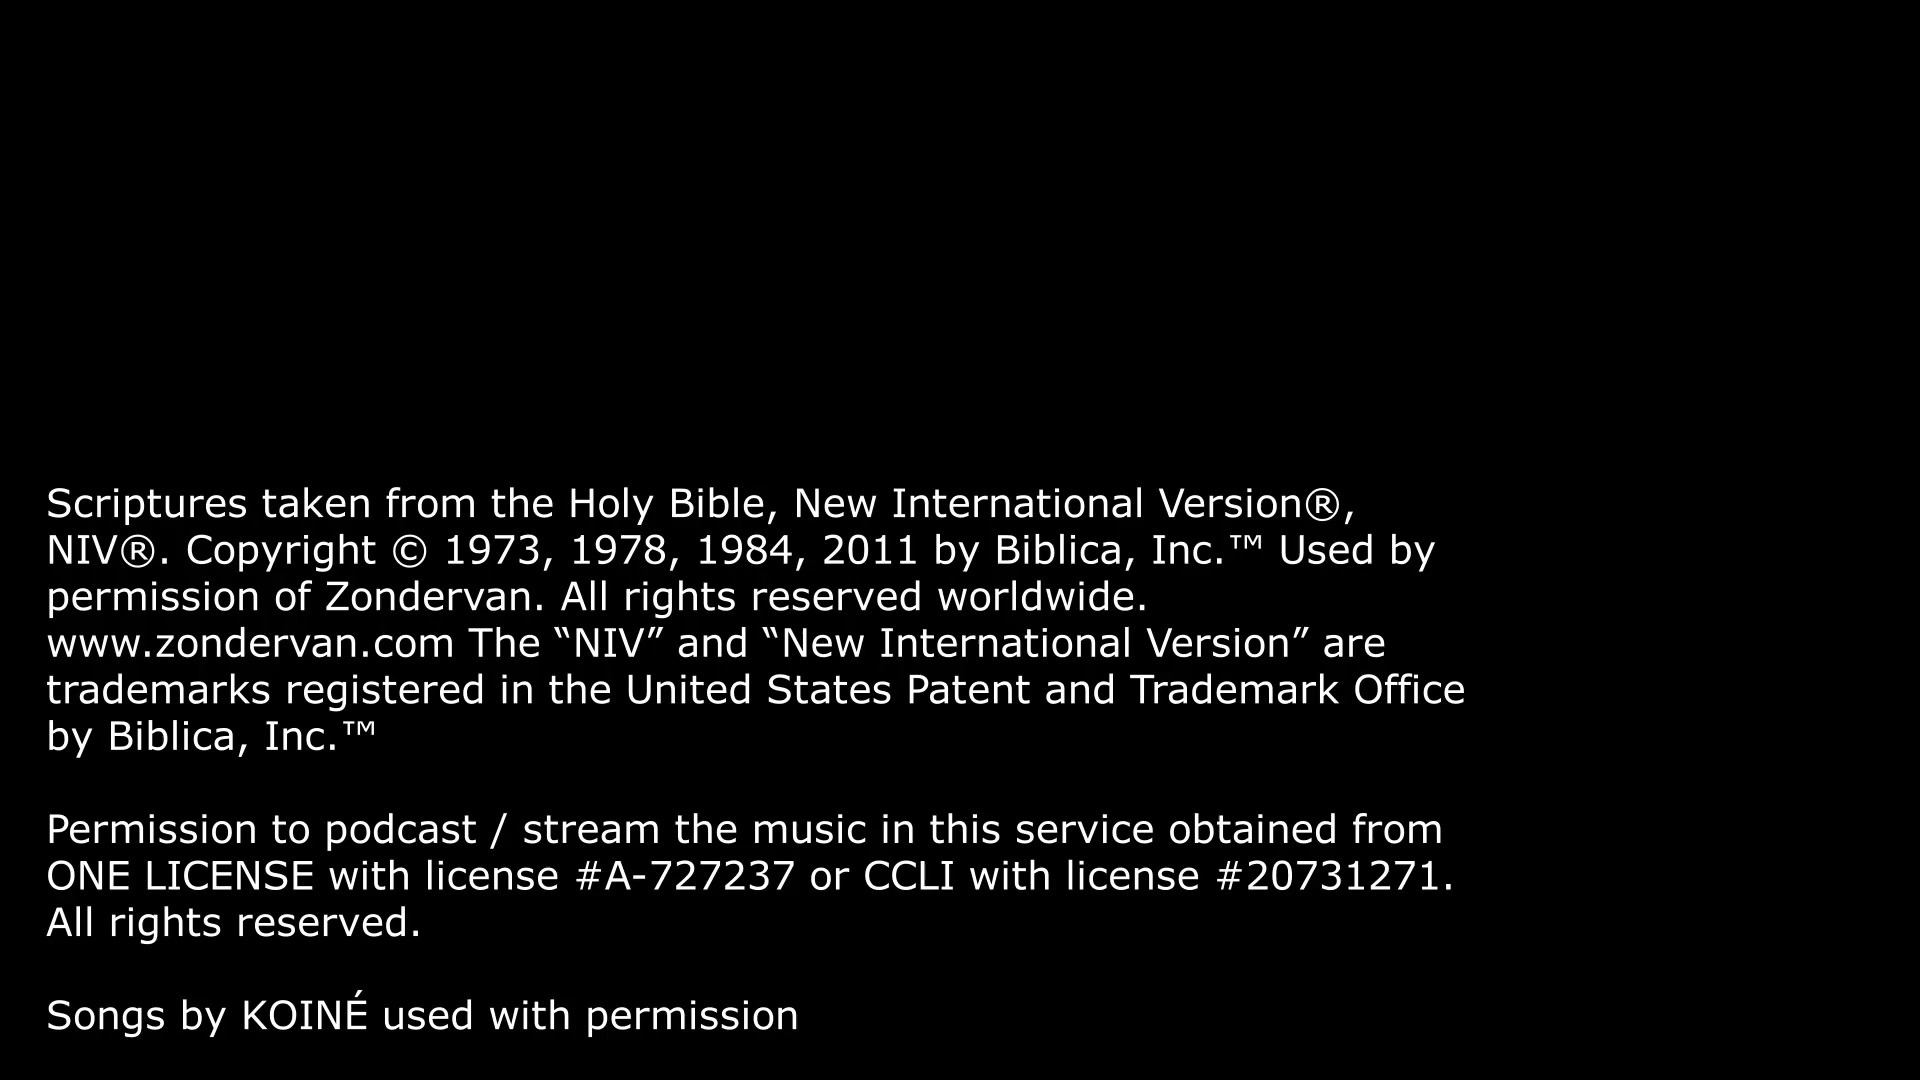 Scriptures taken from the Holy Bible, New International Version®,
NIV®. Copyright © 1973, 1978, 1984, 2011 by Biblica, Inc.™ Used by
permission of Zondervan. All rights reserved worldwide.
www.zondervan.com The “NIV” and “New International Version” are
trademarks registered in the United States Patent and Trademark Office
by Biblica, Inc.™
Permission to podcast / stream the music in this service obtained from
ONE LICENSE with license #A-727237 or CCLI with license #20731271.
All rights reserved.
Songs by KOINÉ used with permission